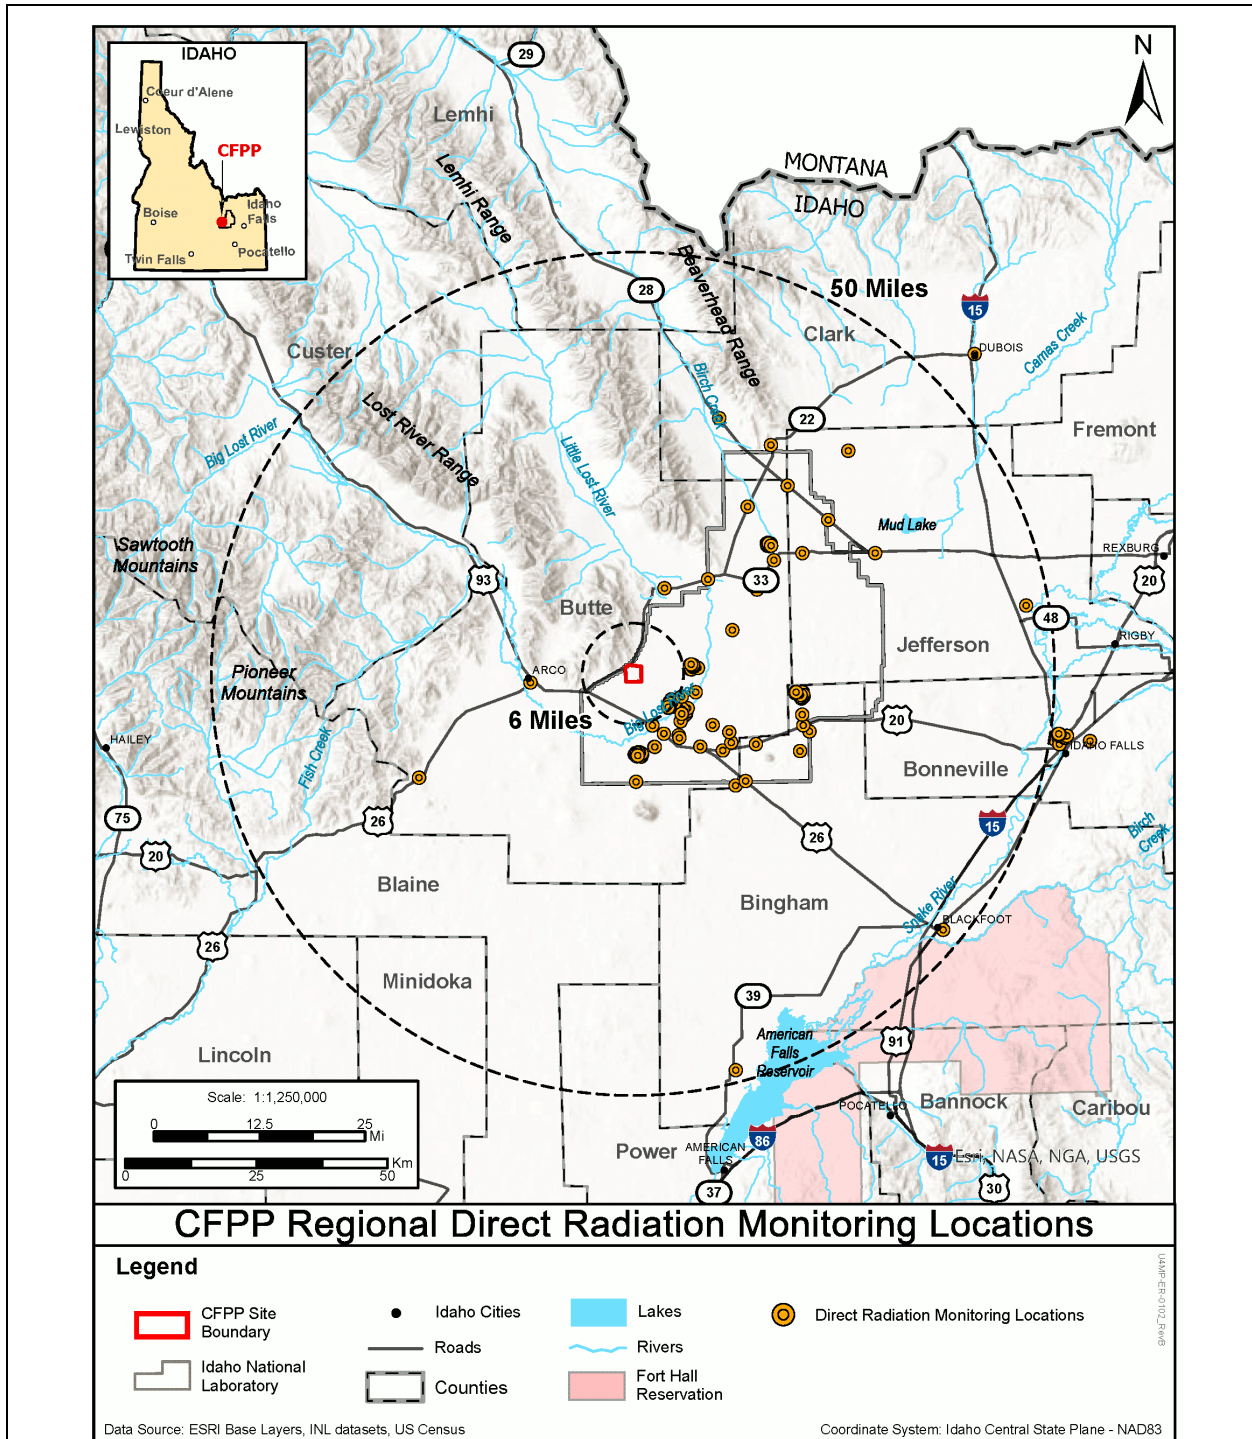 IDAHO
Coeur d'Alene
Lewiston
CFPP
Boise
Idaho
Falls
Twin Falls
Pocatello
N
29
Lemhi
Lemhi Range
MONTANA
IDAHO
Beaverhead Range
50 Miles
28
15
Clark
DUBOIS
Camas Creek
Custer
Birch Creek
Lost River Range
22
Fremont
Big Lost River
Little Lost River
Mud Lake
Sawtooth
Mountains
REXBURG
93
33
20
Butte
48
RIGBY
Jefferson
Pioneer
Mountains
ARCO
Big Lost River
6 Miles
20
HAILEY
IDAHO FALLS
Fish Creek
Bonneville
75
26
15
Birch
Creek
26
20
Blaine
Bingham
Snake River
BLACKFOOT
26
Minidoka
39
American
Falls
Reservoir
91
Lincoln
POCATELLO
Bannock
Caribou
Power
AMERICAN
FALLS
86
15
Esri, NASA, NGA, USGS
37
30
Scale: 1:1,250,000
0 12.5 25
Mi
Km
0 25 50
CFPP Regional Direct Radiation Monitoring Locations
Legend
CFPP Site
Boundary
Idaho National
Laboratory
Idaho Cities
Roads
Counties
Lakes
Rivers
Fort Hall
Reservation
Direct Radiation Monitoring Locations
U4MP-ER-0102_RevB
Data Source: ESRI Base Layers, INL datasets, US Census
Coordinate System: Idaho Central State Plane - NAD83